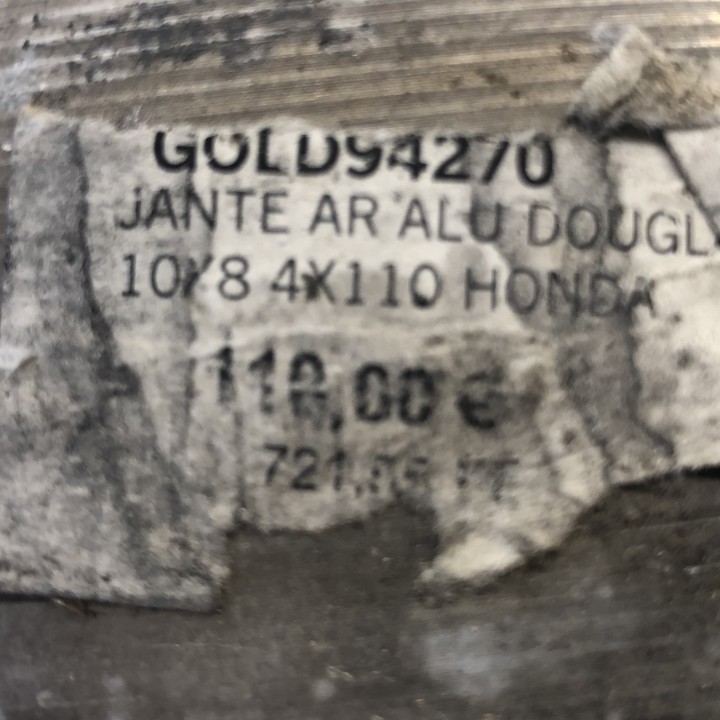 GOLD94270
JANTE AR ALU DOUGL
10X8 4X110 HONDA
110,00 €